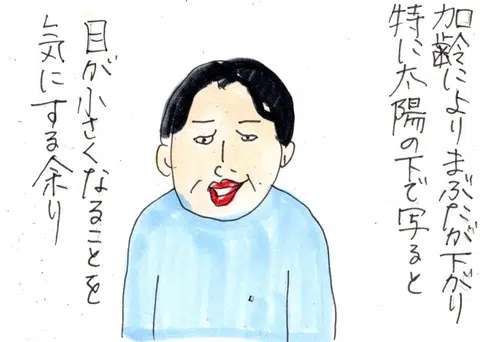 加齢によりまぶたが下がり
特に太陽の下で写ると
目が小さくなることを
気にする余り